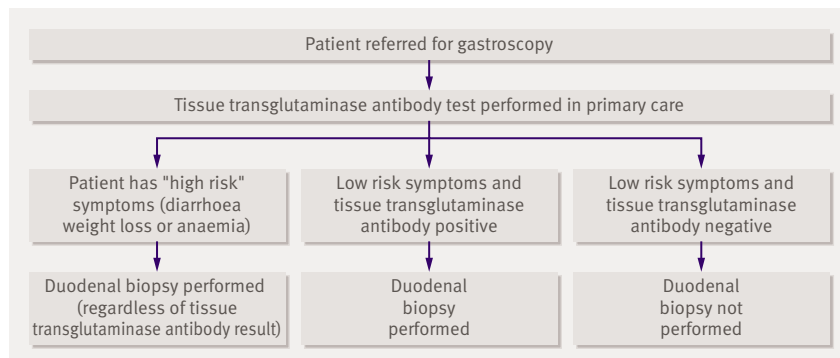 Patient referred for gastroscopy
Tissue transglutaminase antibody test performed in primary care
Patient has "high risk"
symptoms (diarrhoea
weight loss or anaemia)
Low risk symptoms and
tissue transglutaminase
antibody positive
Low risk symptoms and
tissue transglutaminase
antibody negative
Duodenal biopsy performed
(regardless of tissue
transglutaminase antibody result)
Duodenal
biopsy
performed
Duodenal
biopsy not
performed